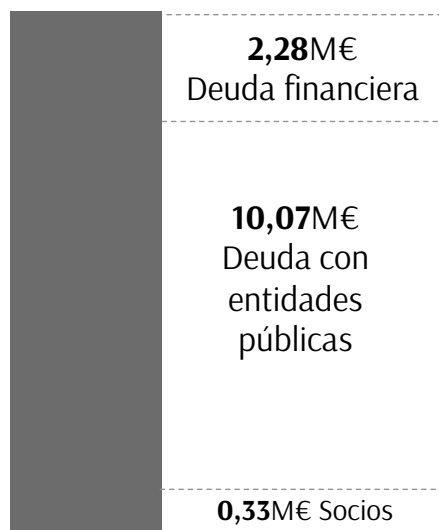 2,28M€
Deuda financiera
10,07M€
Deuda con
entidades
públicas
0,33M€ Socios